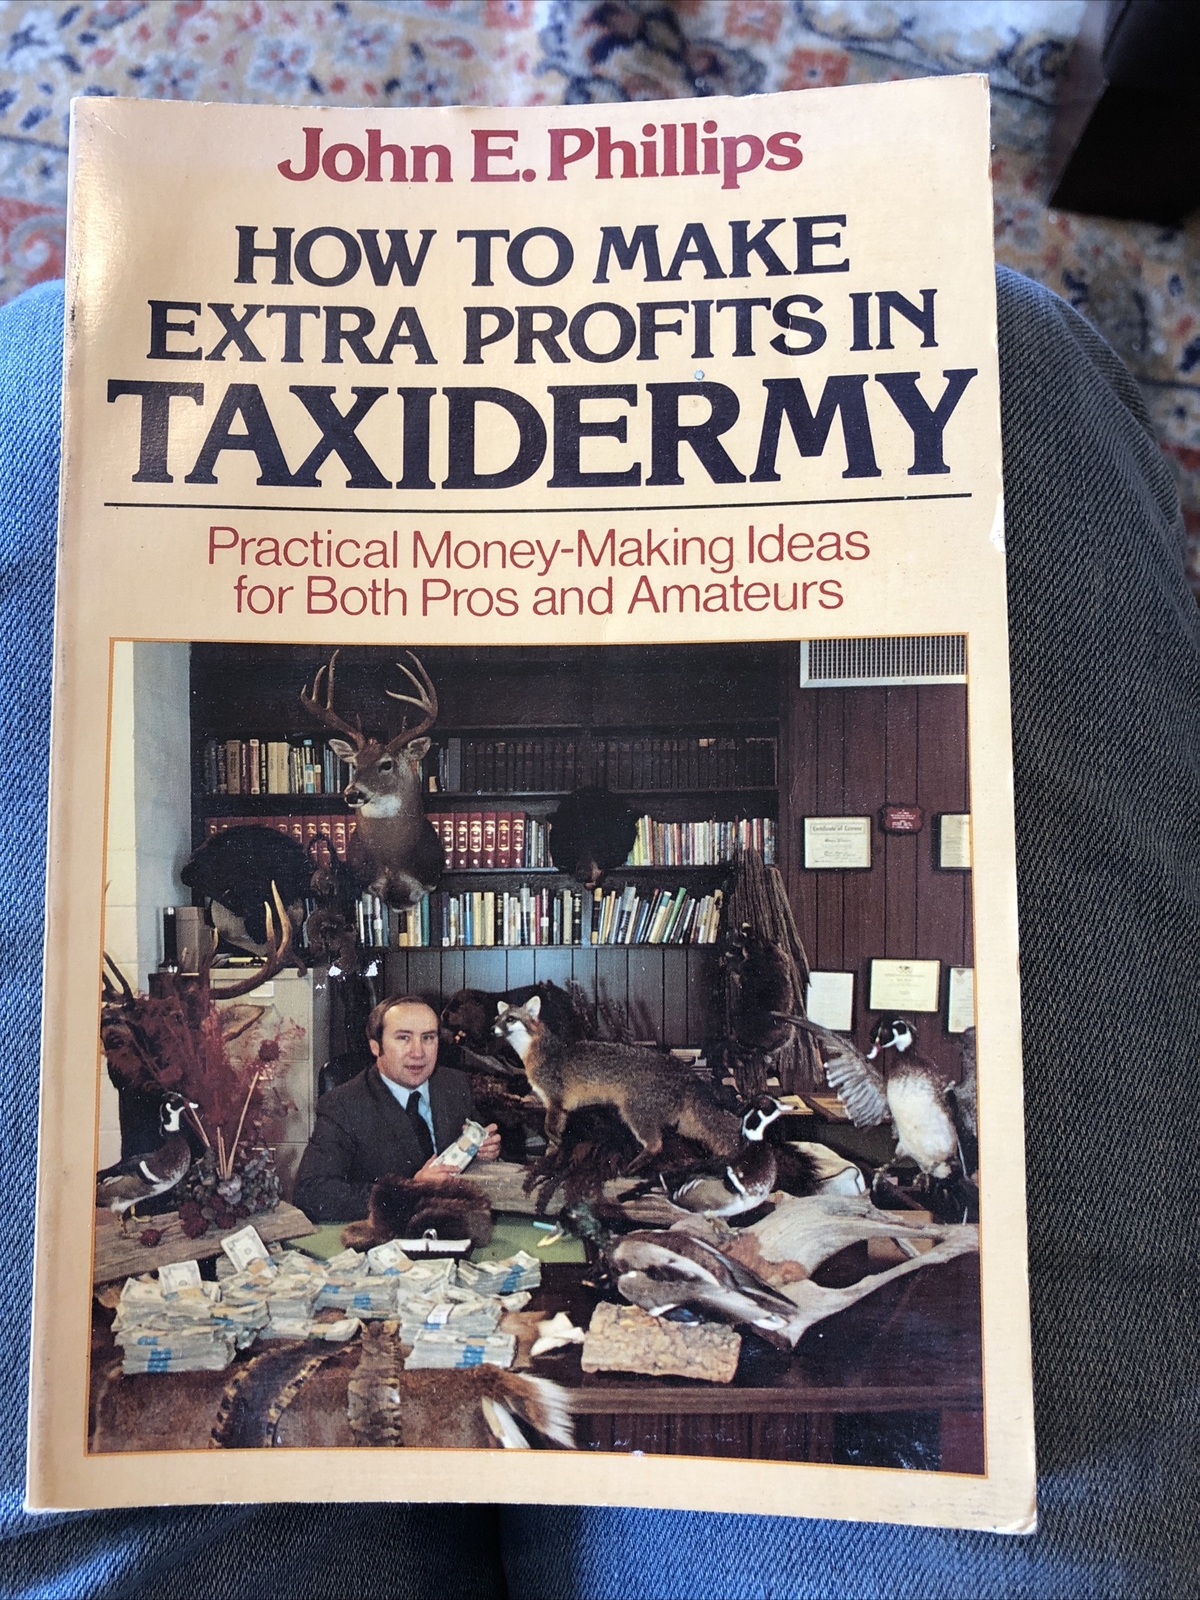 John E. Phillips
HOW TO MAKE
EXTRA PROFITS IN
TAXIDERMY
Practical Money-Making Ideas
for Both Pros and Amateurs